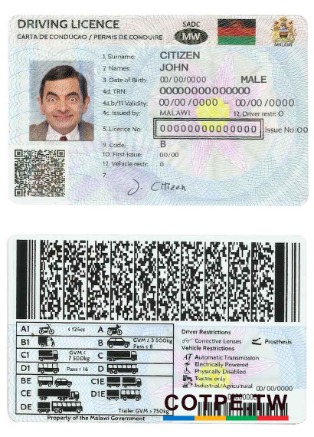 DRIVING LICENCE
SADC
CARTA DE CONDUCAO / PERMIS DE CONDUIRE
MW
MALAWI
1. Surname
CITIZEN
2 Names
JOHN
3 Date of Birth
00/00/0000
MALE
4d. TRN
00000000000000
4a,b/11 Validity:
00/00/0000 - 00/00/0000
4c. Issued by:
MALAWI
12. Driver restr: 0
5. Licence No:
00000000000000
Issue No 00
9. Code:
B
10. First Issue:
00/00
12. Vehicle restr:
0
7.
J. Citizen
A1
≤ 125cc
A
B1
B
GVM ≤ 3 500kg
Pass ≤ 8
C1
GVM ≤
7 500kg
C
D1
Pass < 16
D
BE
C1E
CE
D1E
DE
Trailer GVM ≤ 750kg
Driver Restrictions
Corrective Lenses
Prosthesis
Vehicle Restrictions
Automatic Transmission
Electrically Powered
Physically Disabled
Tractor only
Industrial/Agricultural
00/00/0000
Property of the Malawi Government
COTPE.TW